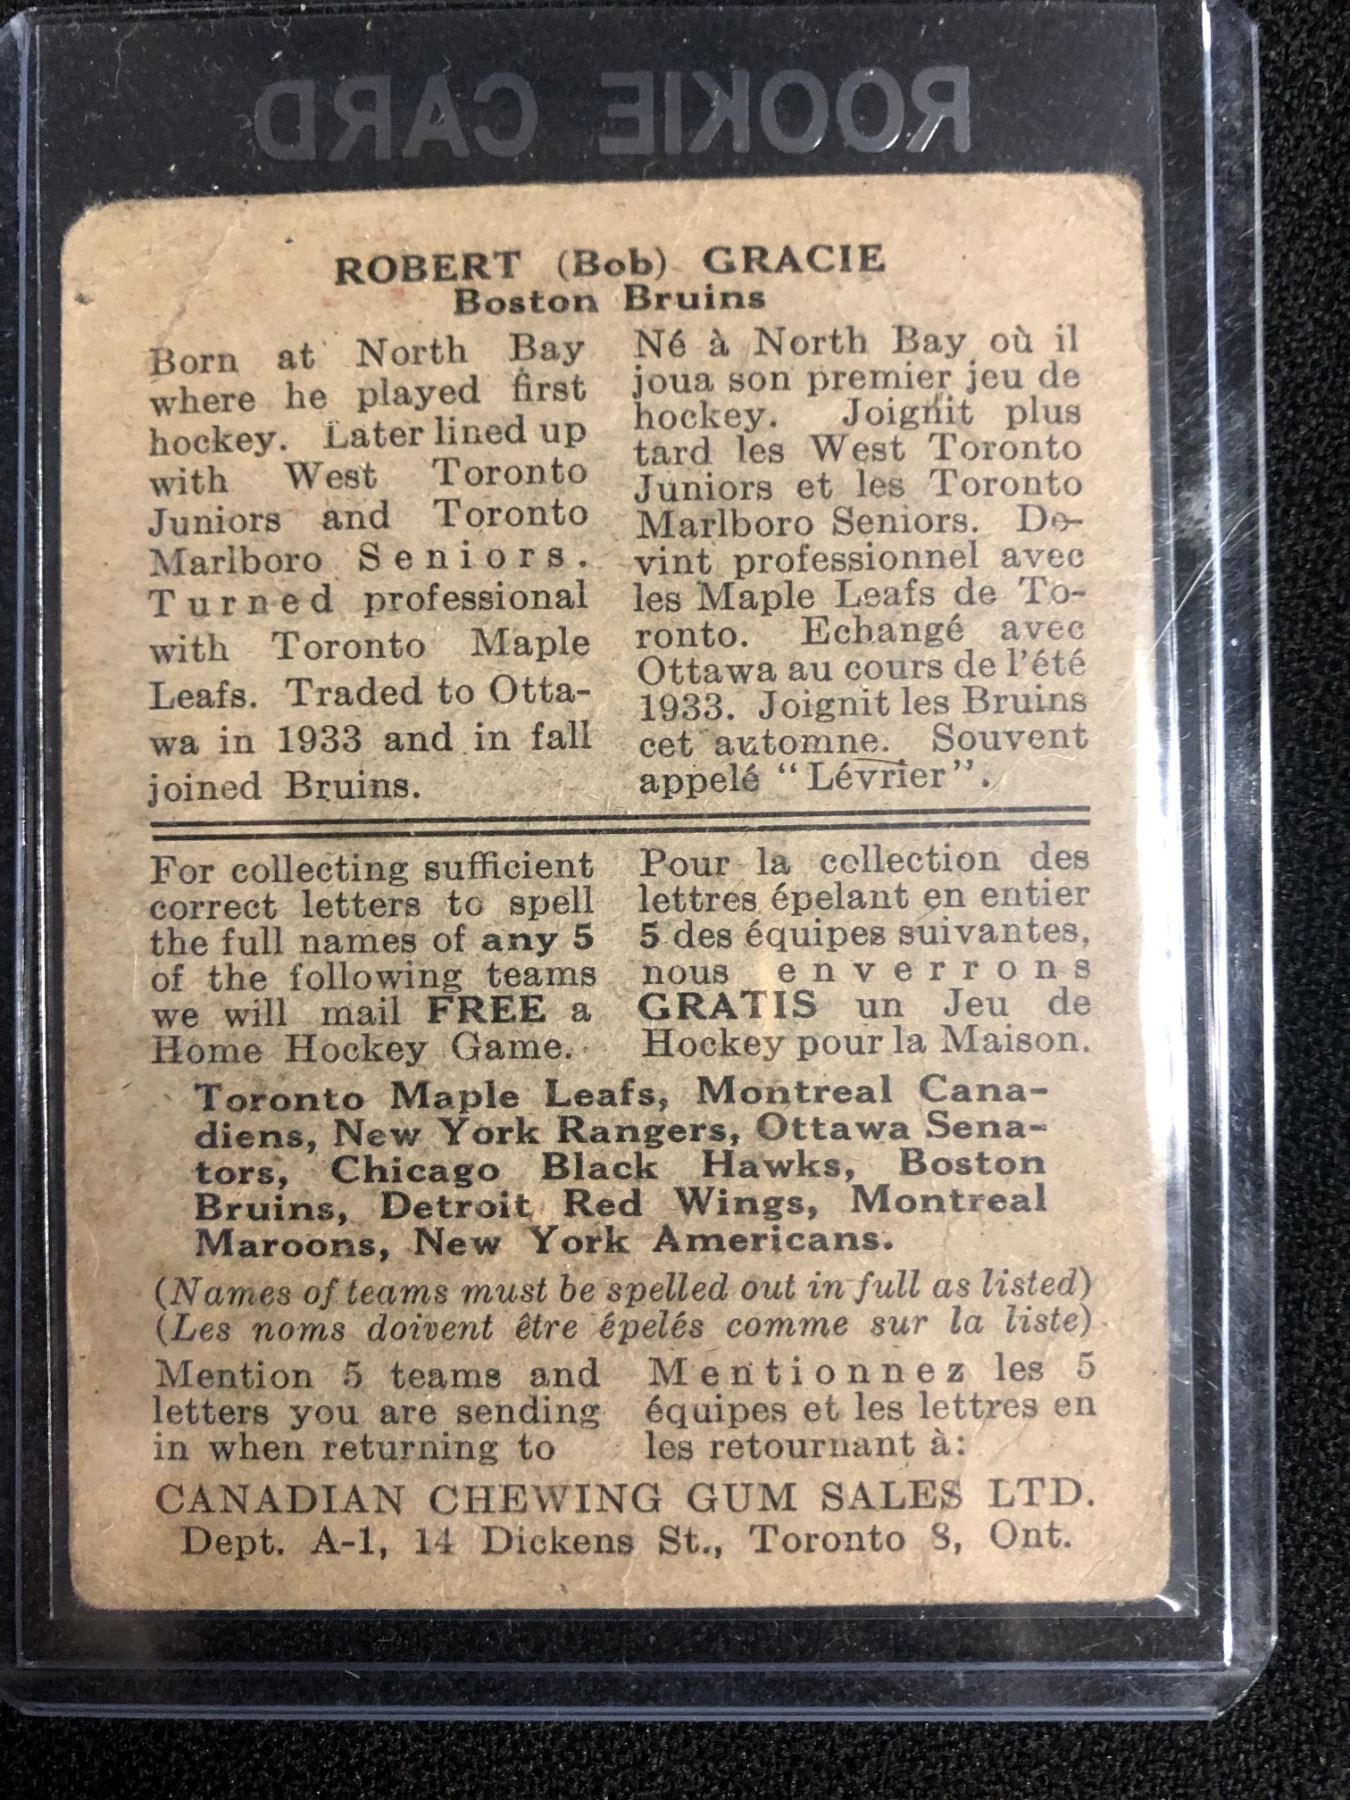 ROOKIE CARD
ROBERT (Bob) GRACIE
Boston Bruins
Born at North Bay
where he played first
hockey. Later lined up
with West Toronto
Juniors and Toronto
Marlboro Seniors.
Turned professional
with Toronto Maple
Leafs. Traded to Otta-
wa in 1933 and in fall
joined Bruins.
Né à North Bay où il
joua son premier jeu de
hockey. Joignit plus
tard les West Toronto
Juniors et les Toronto
Marlboro Seniors. De-
vint professionnel avec
les Maple Leafs de To-
ronto. Echangé avec
Ottawa au cours de l'été
1933. Joignit les Bruins
cet automne. Souvent
appelé "Lévrier".
For collecting sufficient
correct letters to spell
the full names of any 5
of the following teams
we will mail FREE a
Home Hockey Game.
Pour la collection des
lettres épelant en entier
5 des équipes suivantes,
nous enverrons
GRATIS un Jeu de
Hockey pour la Maison.
Toronto Maple Leafs, Montreal Cana-
diens, New York Rangers, Ottawa Sena-
tors, Chicago Black Hawks, Boston
Bruins, Detroit Red Wings, Montreal
Maroons, New York Americans.
(Names of teams must be spelled out in full as listed)
(Les noms doivent être épelés comme sur la liste)
Mention 5 teams and
letters you are sending
in when returning to
Mentionnez les 5
équipes et les lettres en
les retournant à:
CANADIAN CHEWING GUM SALES LTD.
Dept. A-1, 14 Dickens St., Toronto 8, Ont.